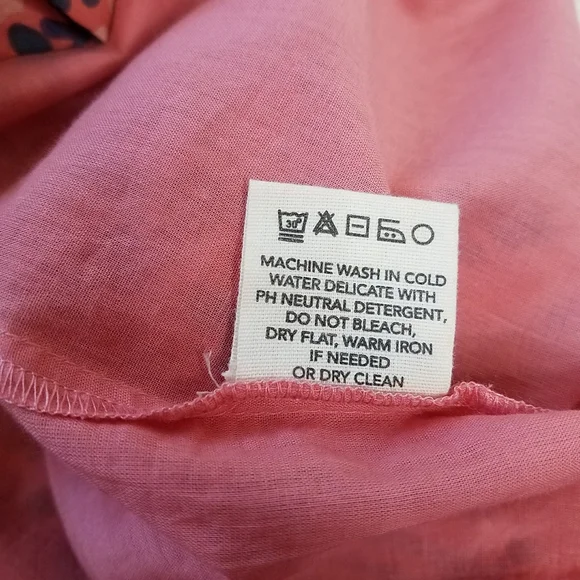 30°
MACHINE WASH IN COLD
WATER DELICATE WITH
PH NEUTRAL DETERGENT,
DO NOT BLEACH,
DRY FLAT, WARM IRON
IF NEEDED
OR DRY CLEAN